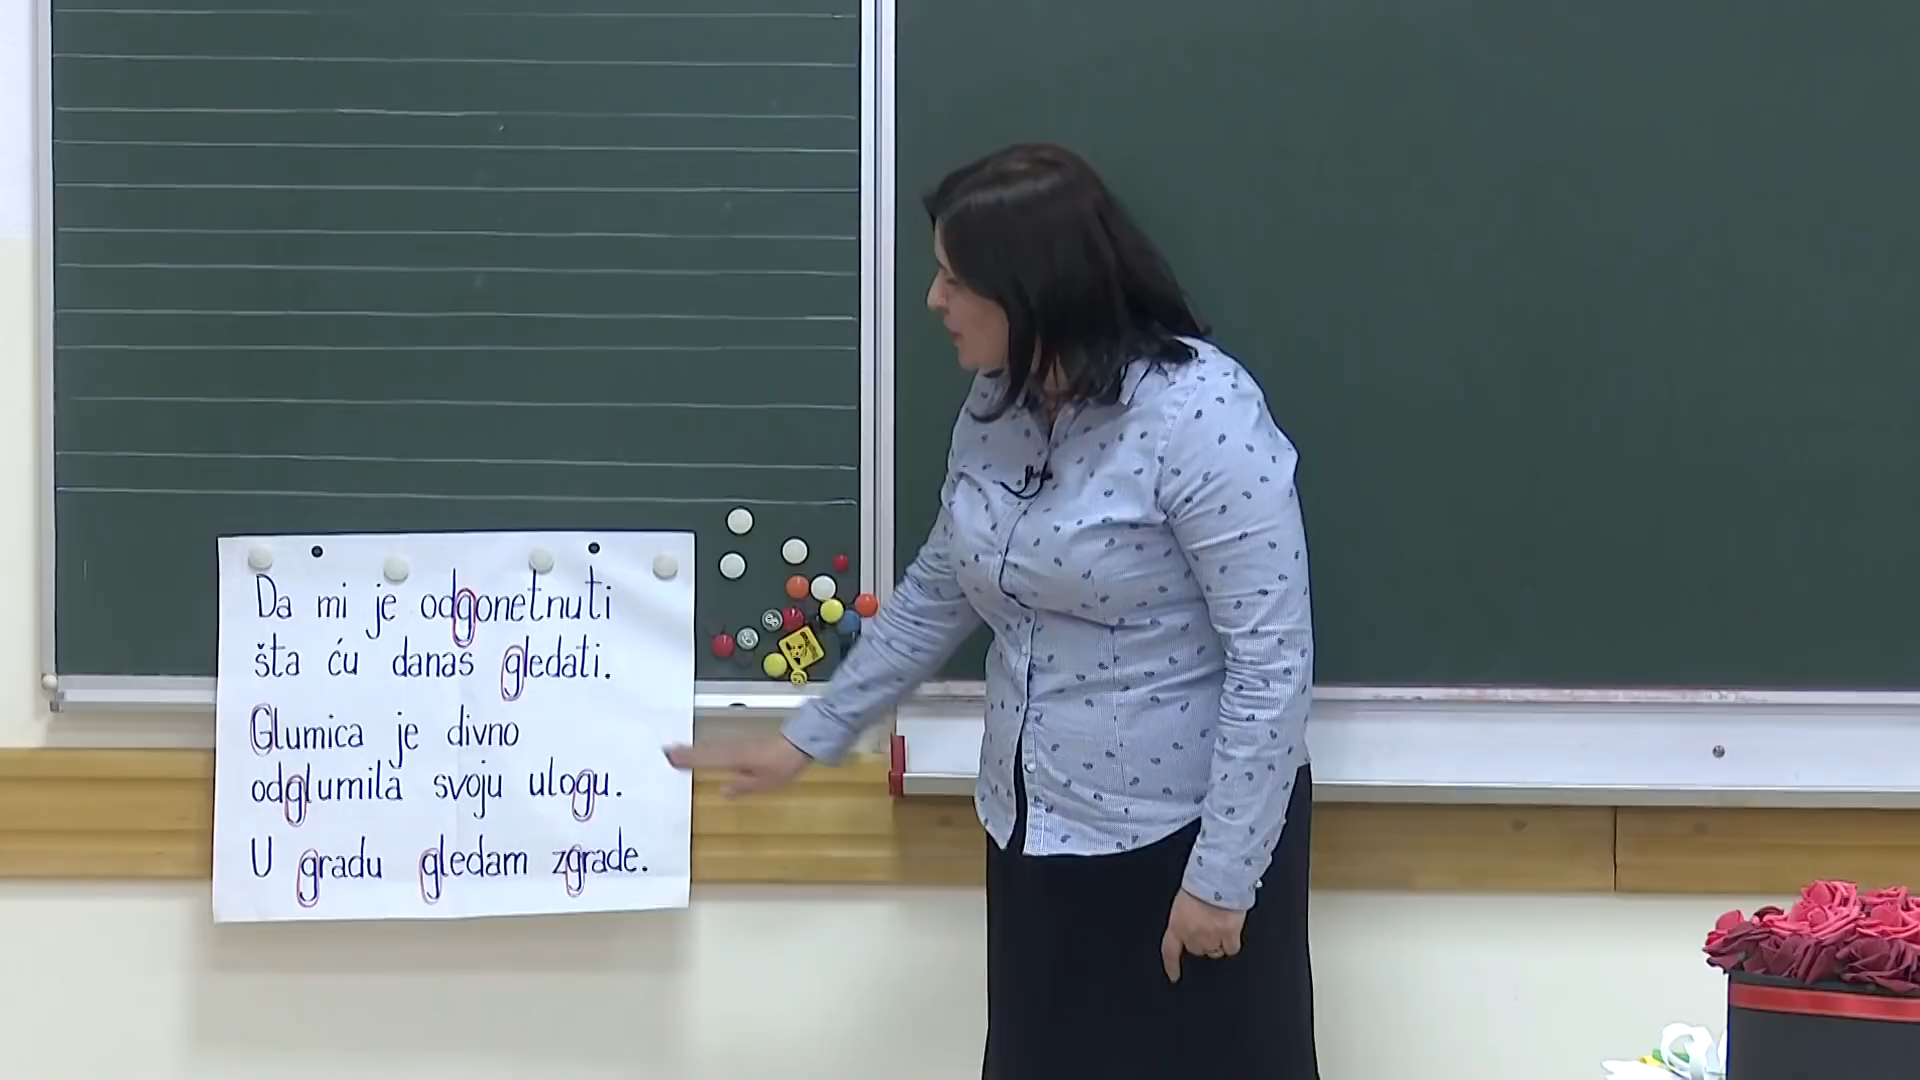 Da mi je odgonetnuti
šta ću danas gledati.
Glumica je divno
odglumila svoju ulogu.
U gradu gledam zgrade.